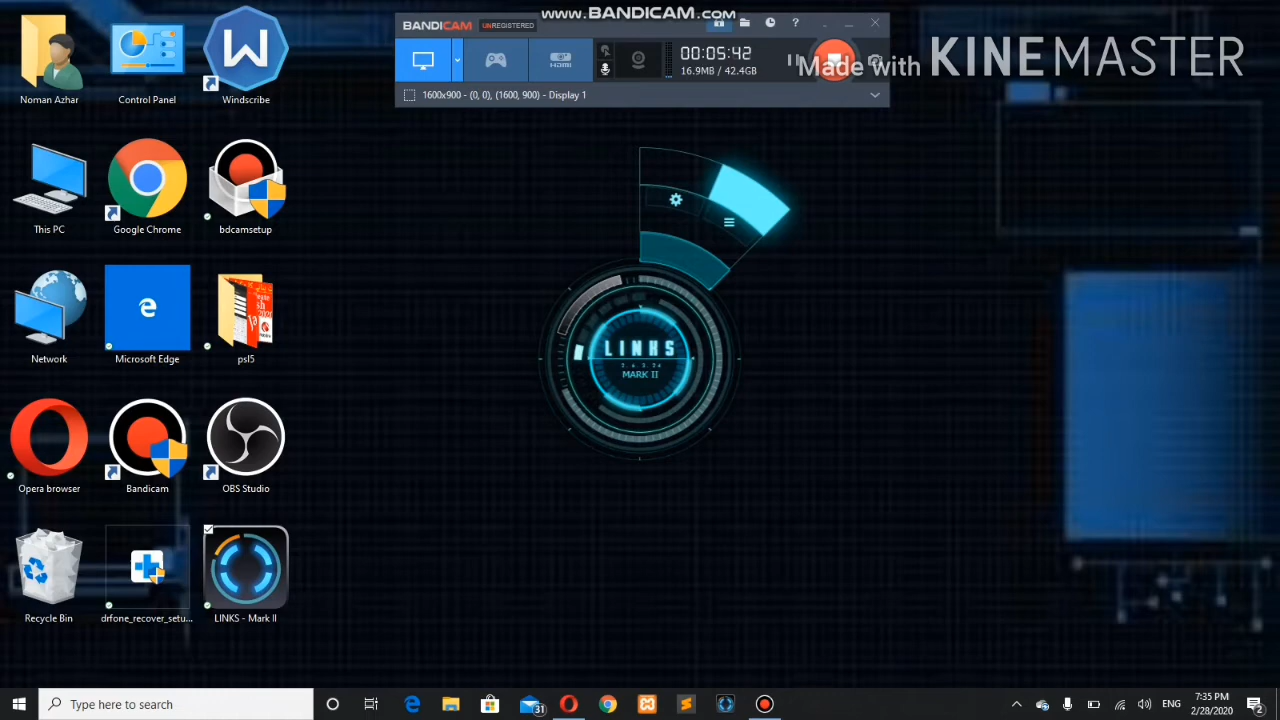 www.BANDICAM.com
BANDICAM UNREGISTERED
?
HDMI
00:05:42
16.9MB / 42.4GB
Made with KINEMASTER
1600x900 - (0, 0), (1600, 900) - Display 1
Noman Azhar
Control Panel
Windscribe
This PC
Google Chrome
bdcamsetup
Network
Microsoft Edge
psl5
Opera browser
Bandicam
OBS Studio
Recycle Bin
drfone_recover_setu...
LINKS - Mark II
LINKS
MARK II
Type here to search
31
ENG
7:35 PM
2/28/2020
2